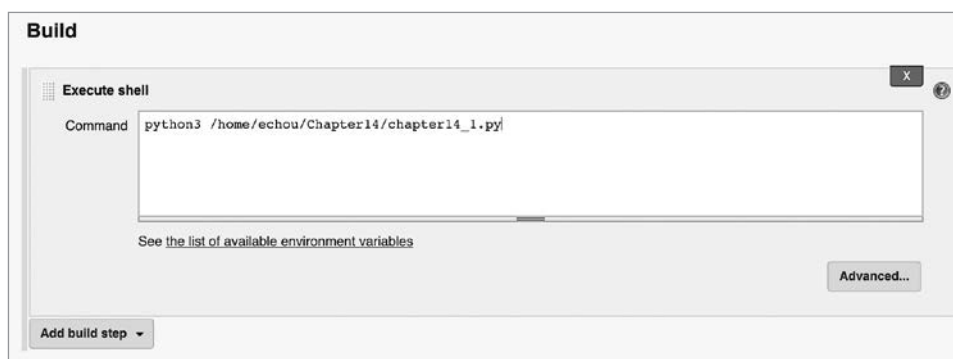 Build
X
Execute shell
?
Command
python3 /home/echou/Chapter14/chapter14_1.py
See the list of available environment variables
Advanced...
Add build step